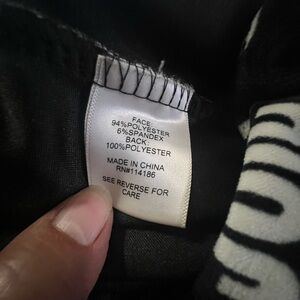 FACE:
94%POLYESTER
6%SPANDEX
BACK:
100%POLYESTER
MADE IN CHINA
RN#114186
SEE REVERSE FOR
CARE